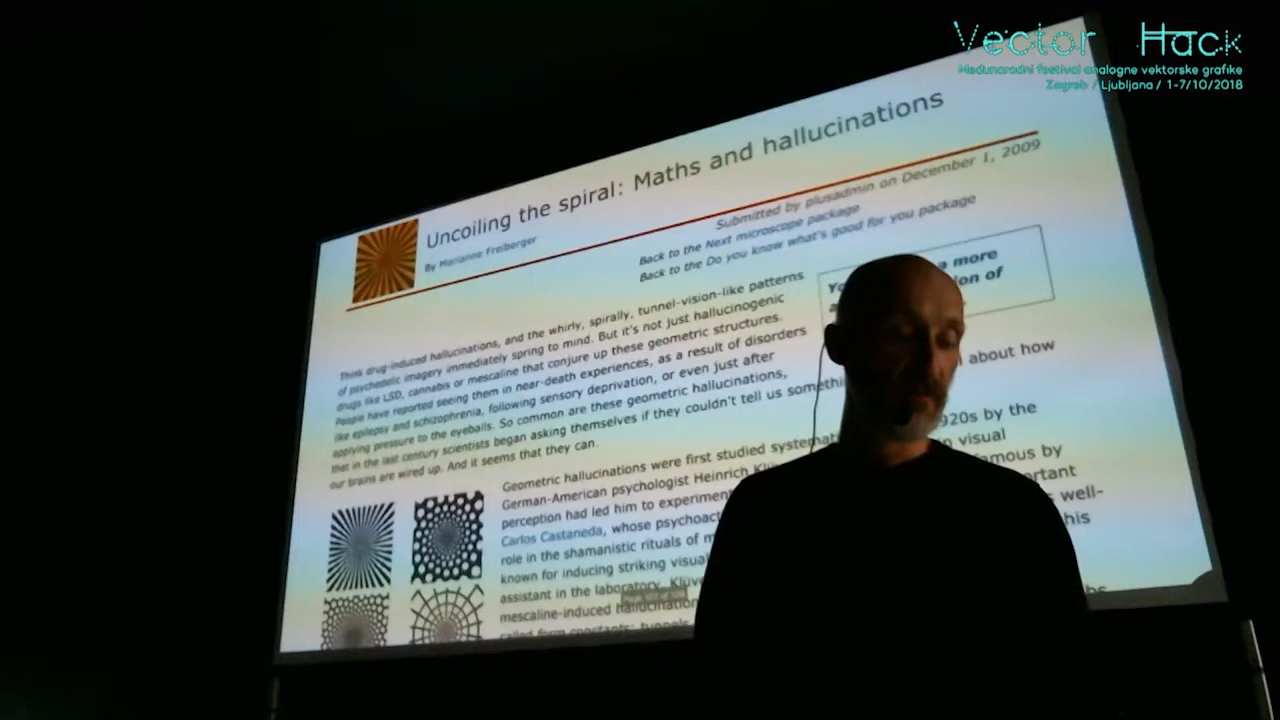 Vector Hack
Međunarodni festival analogne vektorske grafike
Zagreb / Ljubljana / 1-7/10/2018
Uncoiling the spiral: Maths and hallucinations
By Marianne Freiberger
Submitted by plusadmin on December 1, 2009
Back to the Next microscope package
Back to the Do you know what's good for you package
a more
Think drug-induced hallucinations, and the whirly, spirally, tunnel-vision-like patterns
of psychedelic imagery immediately spring to mind. But it's not just hallucinogenic
drugs like LSD, cannabis or mescaline that conjure up these geometric structures.
People have reported seeing them in near-death experiences, as a result of disorders
like epilepsy and schizophrenia, following sensory deprivation, or even just after
applying pressure to the eyeballs. So common are these geometric hallucinations,
that in the last century scientists began asking themselves if they couldn't tell us about how
our brains are wired up. And it seems that they can.
Geometric hallucinations were first studied 920s by the
German-American psychologist Heinrich visual
perception had led him to by
Carlos Castaneda, whose
role in the shamanistic rituals of well-
known for inducing striking his
assistant in the laboratory.
mescaline-induced
called form constants: tunnels